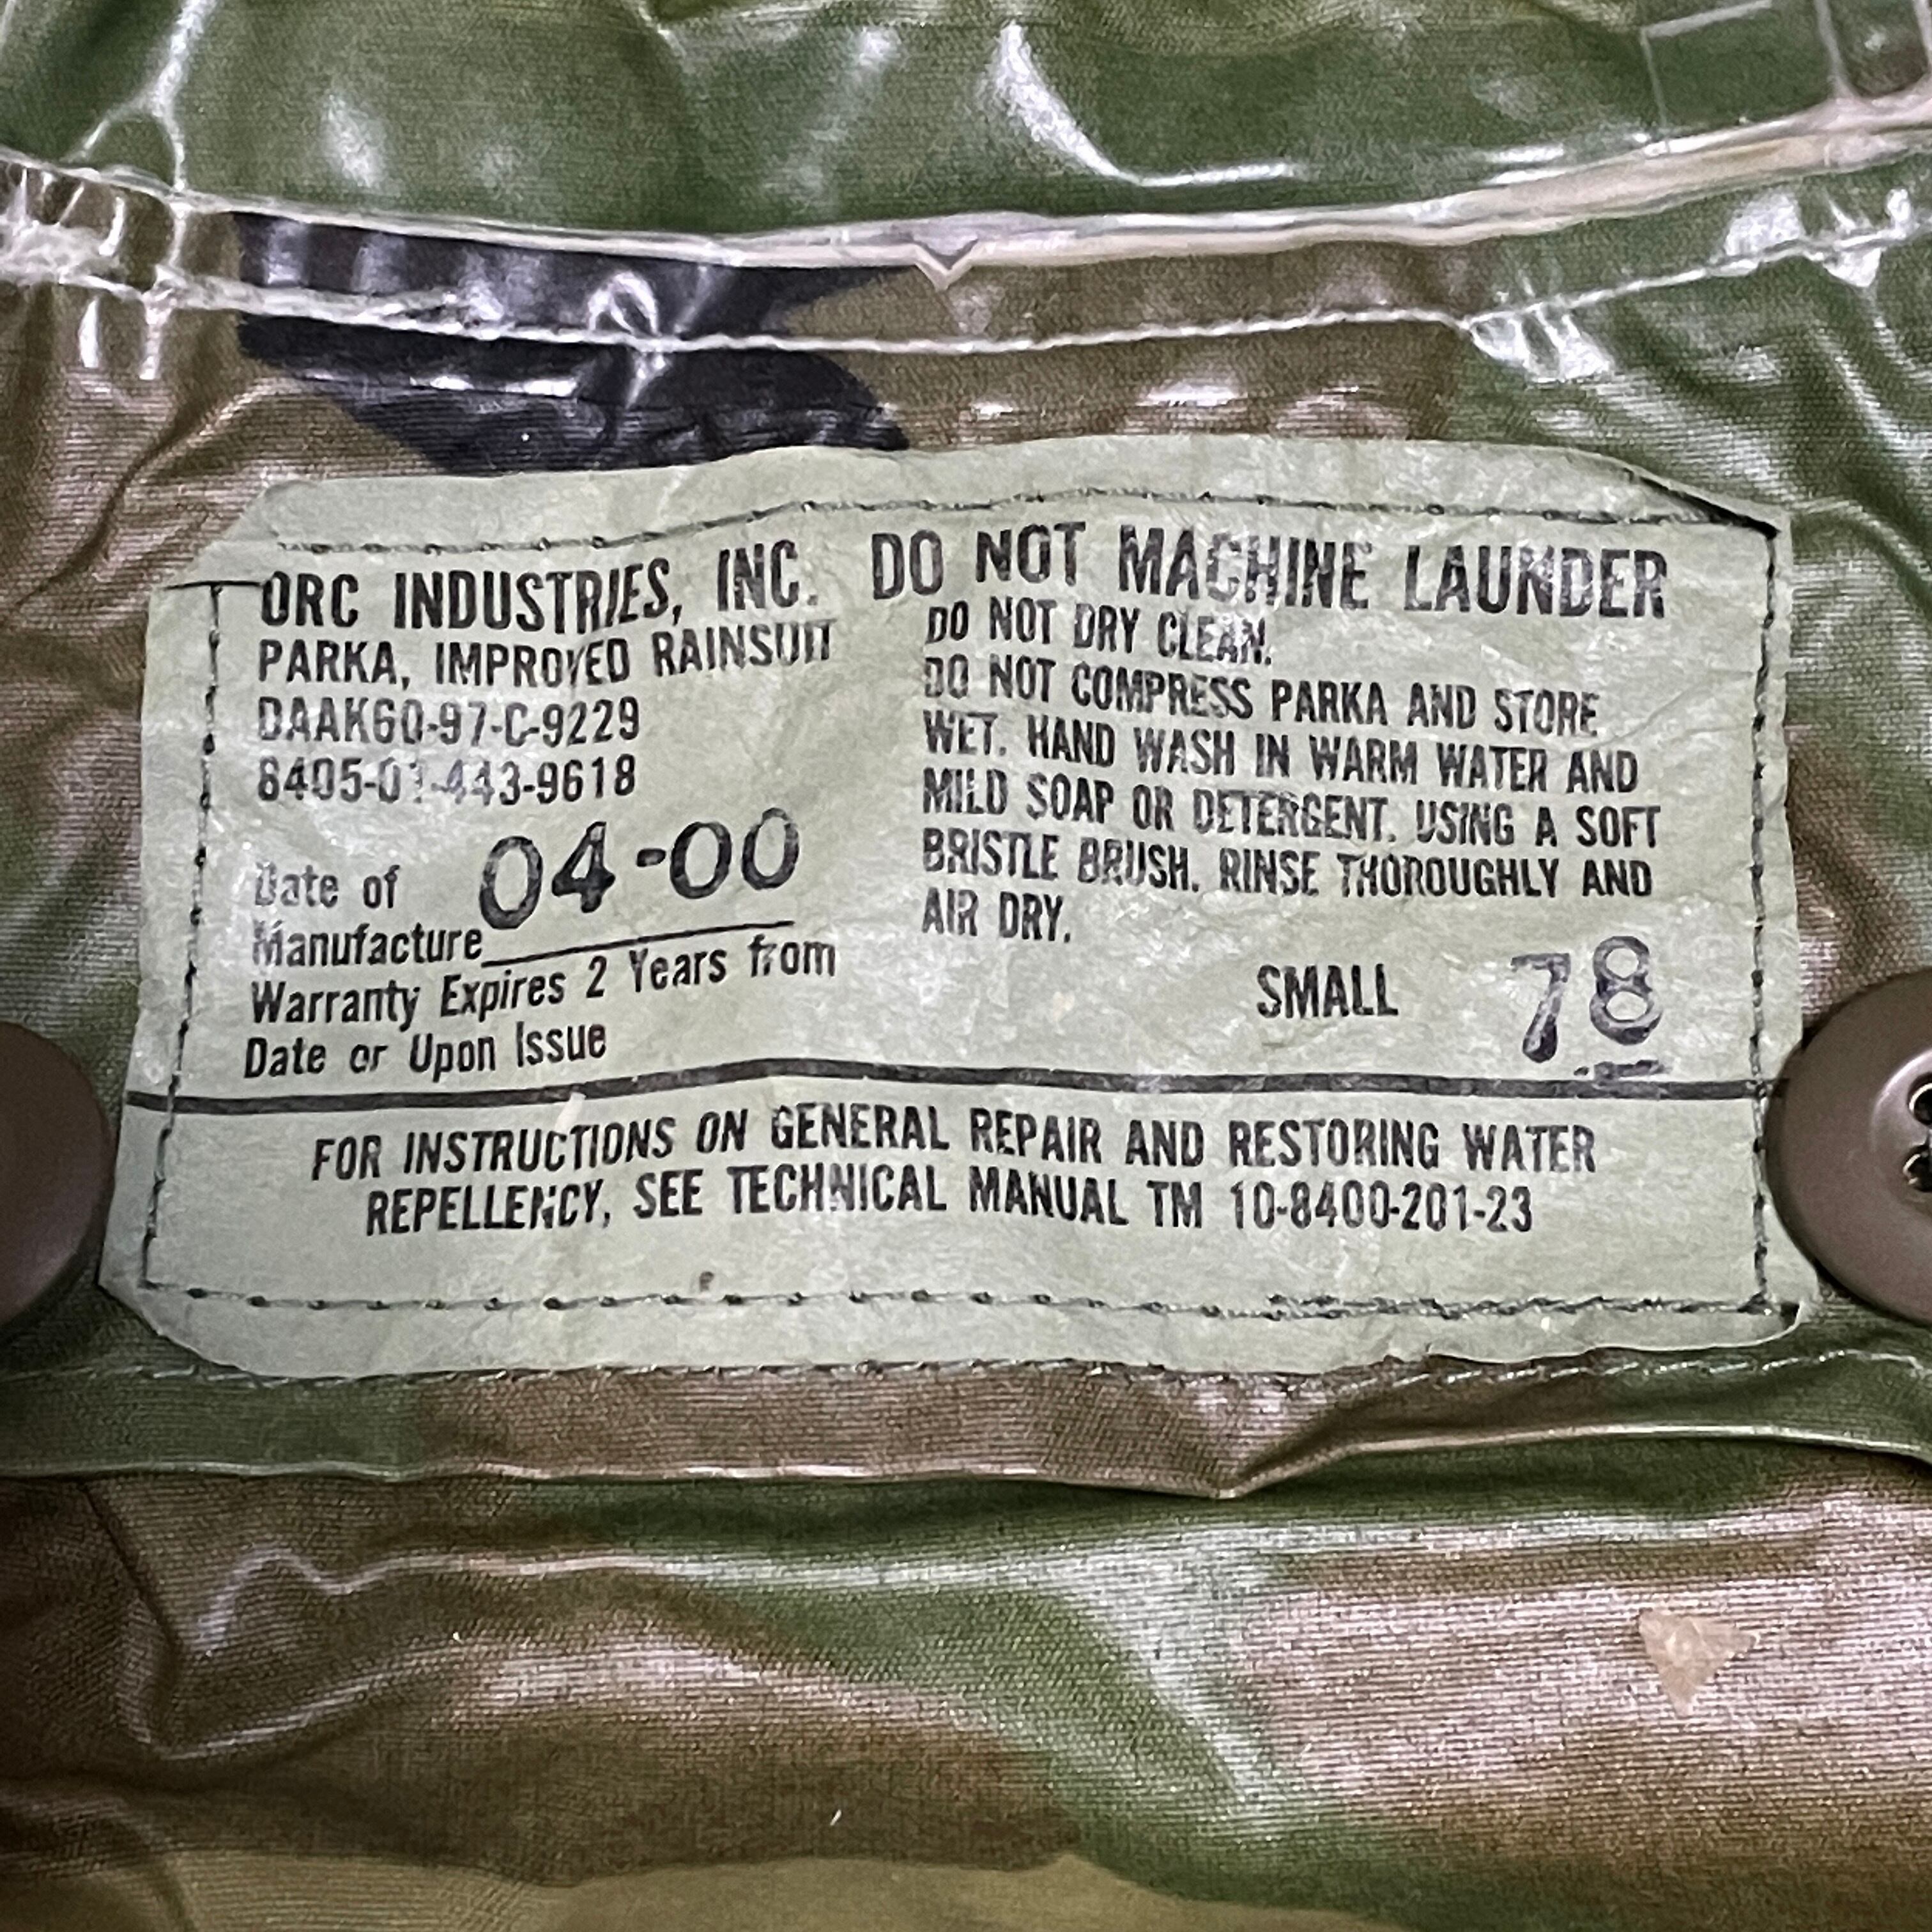 ORC INDUSTRIES, INC.
PARKA, IMPROVED RAINSUIT
DAAK60-97-C-9229
8405-01-443-9618
Date of
Manufacture 04-00
Warranty Expires 2 Years from
Date or Upon Issue
DO NOT MACHINE LAUNDER
DO NOT DRY CLEAN.
DO NOT COMPRESS PARKA AND STORE
WET. HAND WASH IN WARM WATER AND
MILD SOAP OR DETERGENT. USING A SOFT
BRISTLE BRUSH. RINSE THOROUGHLY AND
AIR DRY.
SMALL 78
FOR INSTRUCTIONS ON GENERAL REPAIR AND RESTORING WATER
REPELLENCY, SEE TECHNICAL MANUAL TM 10-8400-201-23